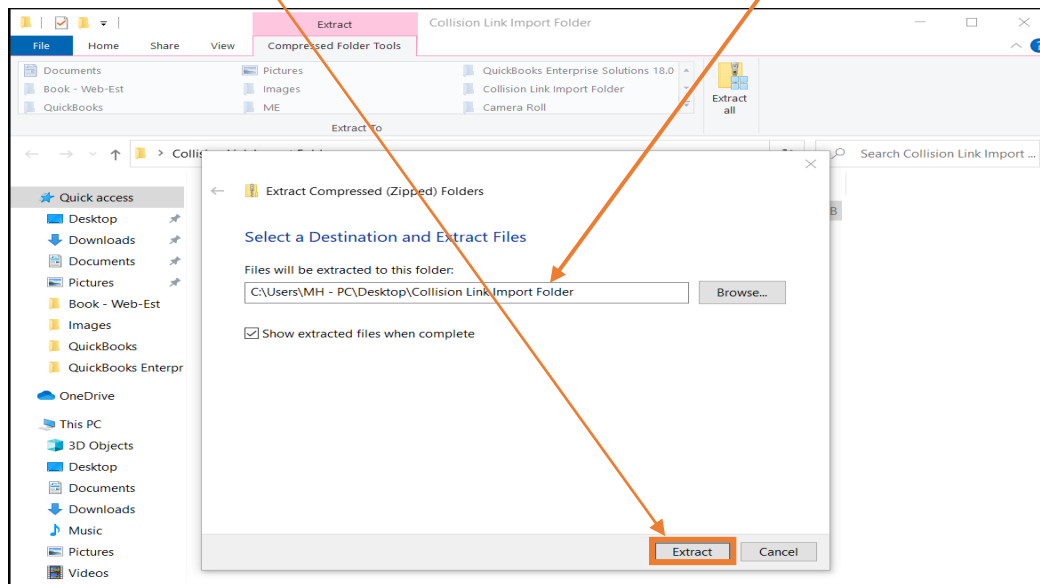 Extract
Collision Link Import Folder
File Home Share View Compressed Folder Tools
Documents Pictures QuickBooks Enterprise Solutions 18.0
Book - Web-Est Images Collision Link Import Folder
QuickBooks ME Camera Roll
Extract all
Extract To
Search Collision Link Import ...
Quick access
Desktop
Downloads
Documents
Pictures
Book - Web-Est
Images
QuickBooks
QuickBooks Enterpr
OneDrive
This PC
3D Objects
Desktop
Documents
Downloads
Music
Pictures
Videos
Extract Compressed (Zipped) Folders
Select a Destination and Extract Files
Files will be extracted to this folder:
C:\Users\MH - PC\Desktop\Collision Link Import Folder
Browse...
Show extracted files when complete
Extract Cancel
B